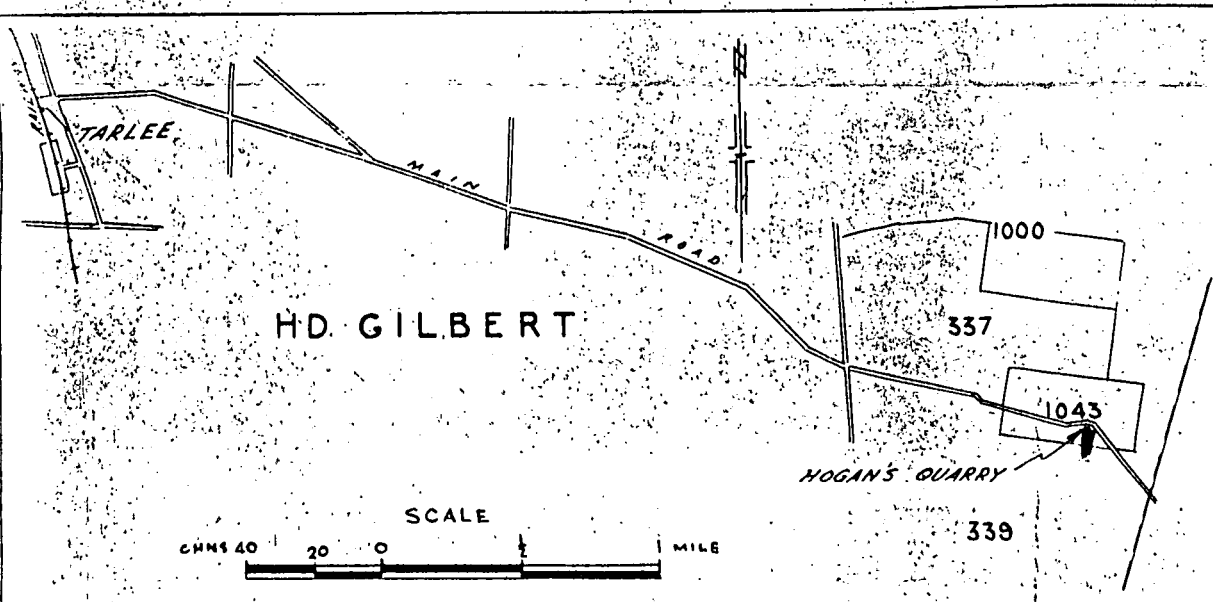 RAILWAY
TARLEE
MAIN
ROAD
1000
HD. GILBERT
337
1043
HOGAN'S QUARRY
339
SCALE
CHNS 40 20 0 ½ 1 MILE